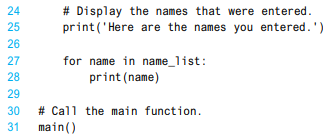 24 # Display the names that were entered.
25 print('Here are the names you entered.')
26
27 for name in name_list:
28 print(name)
29
30 # Call the main function.
31 main()